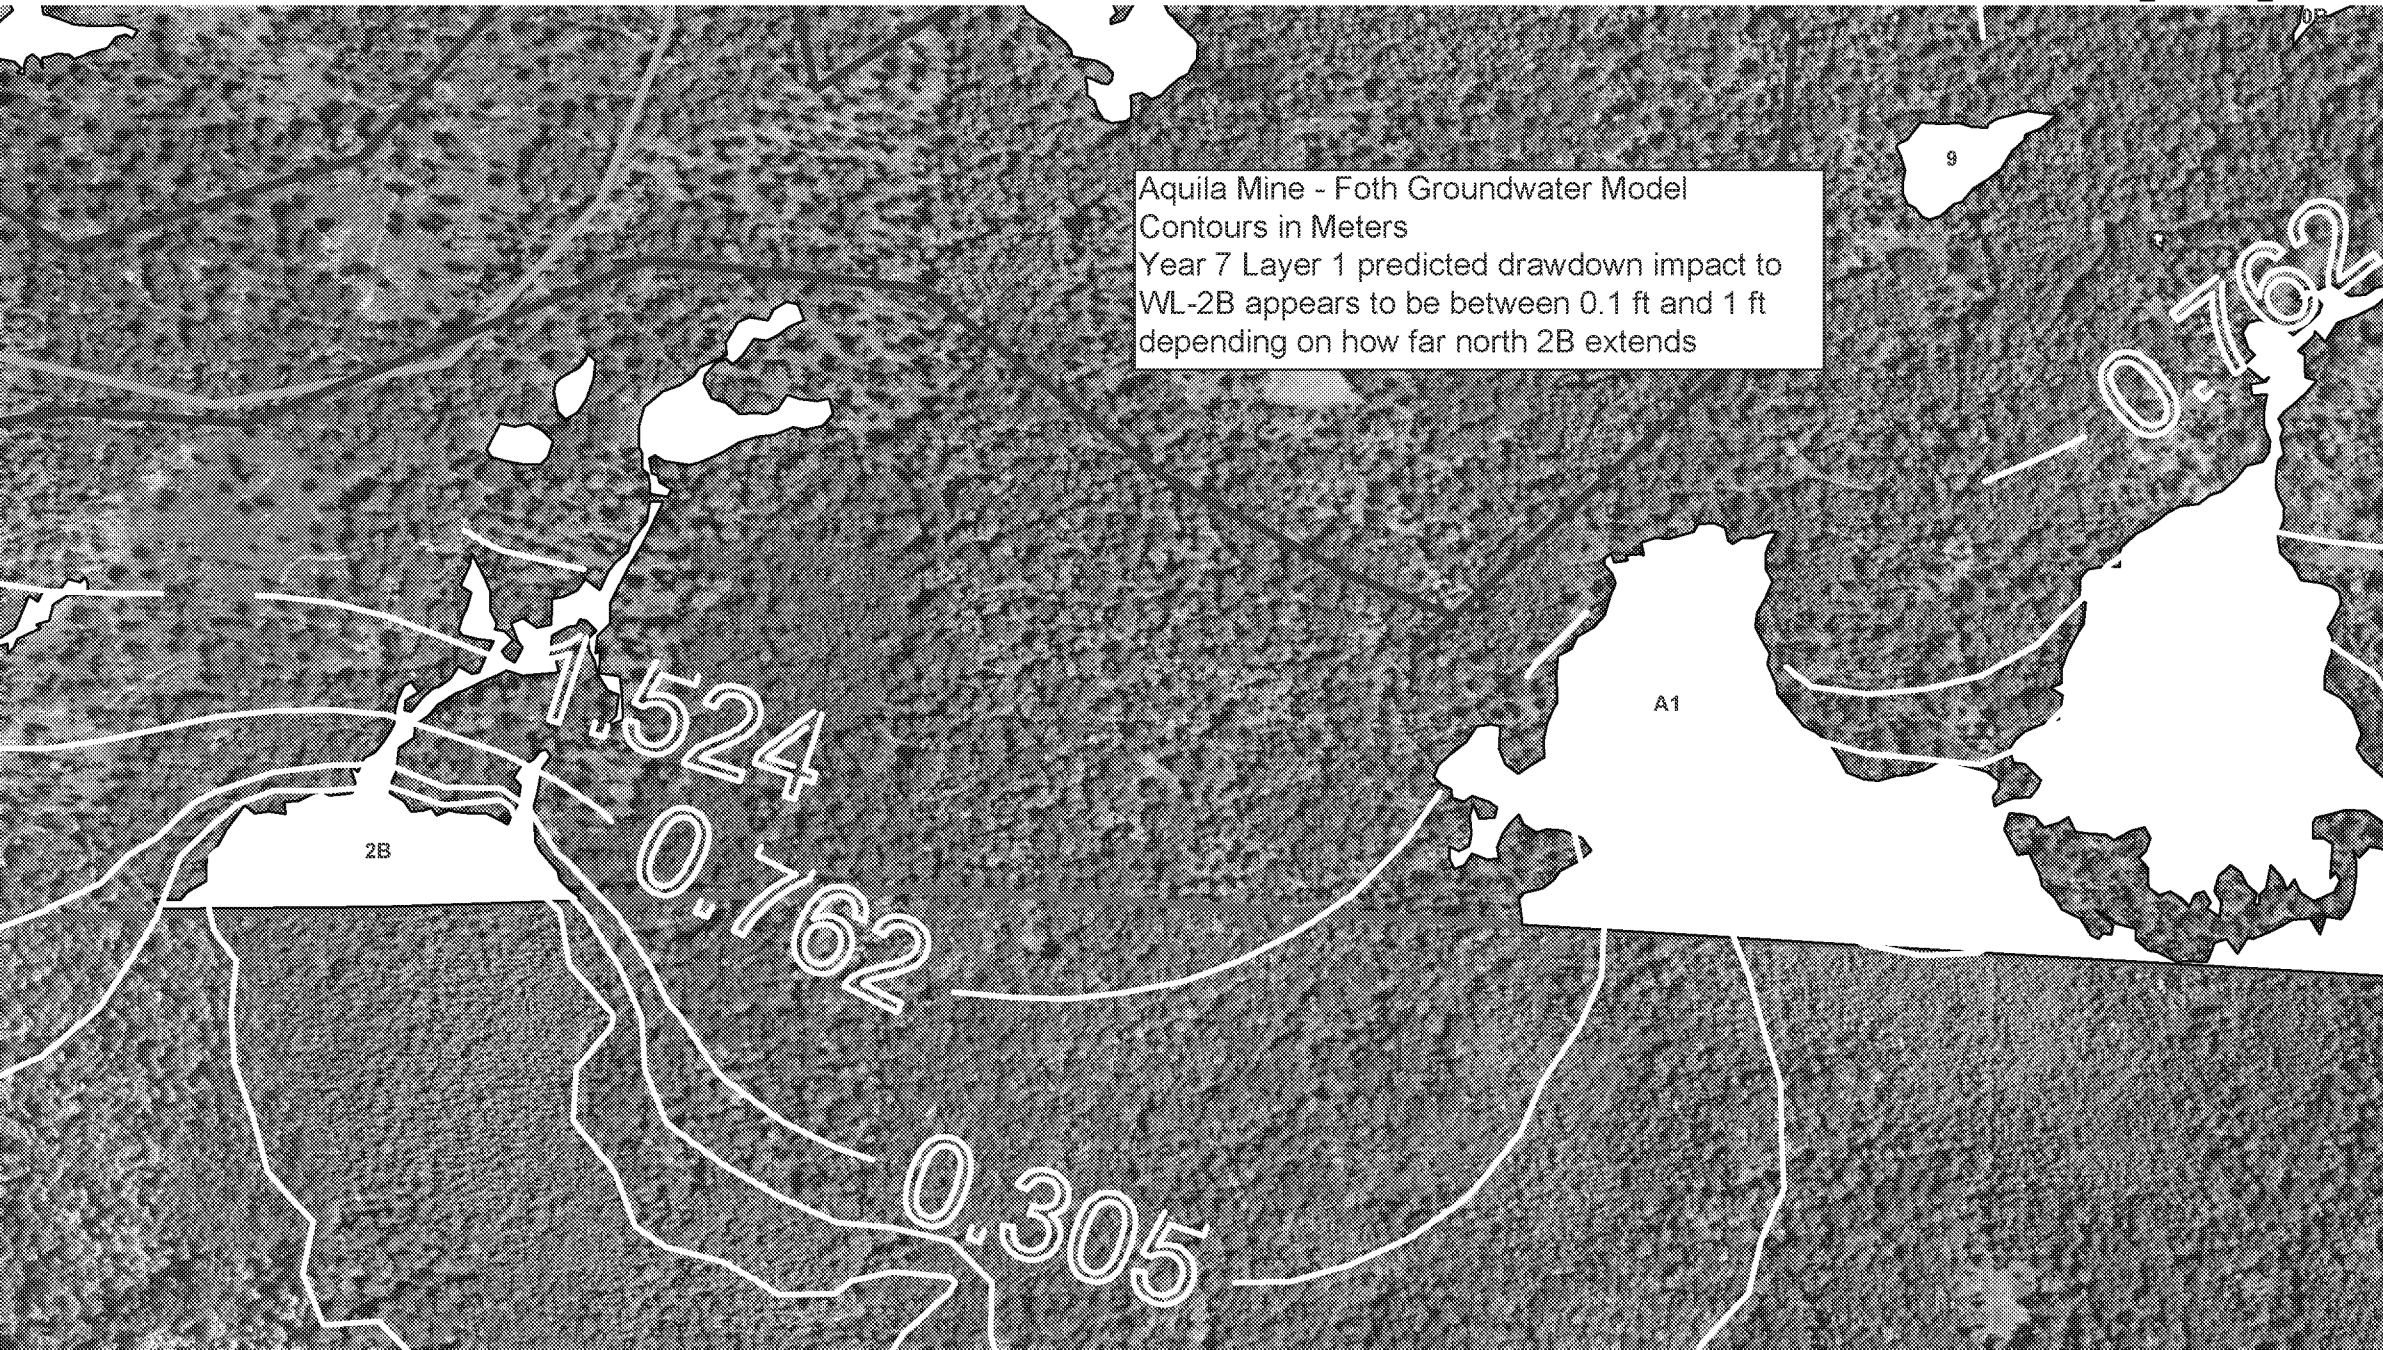 0B
9
Aquila Mine - Foth Groundwater Model
Contours in Meters
Year 7 Layer 1 predicted drawdown impact to
WL-2B appears to be between 0.1 ft and 1 ft
depending on how far north 2B extends
0.762
1.524
A1
0.762
2B
0.305